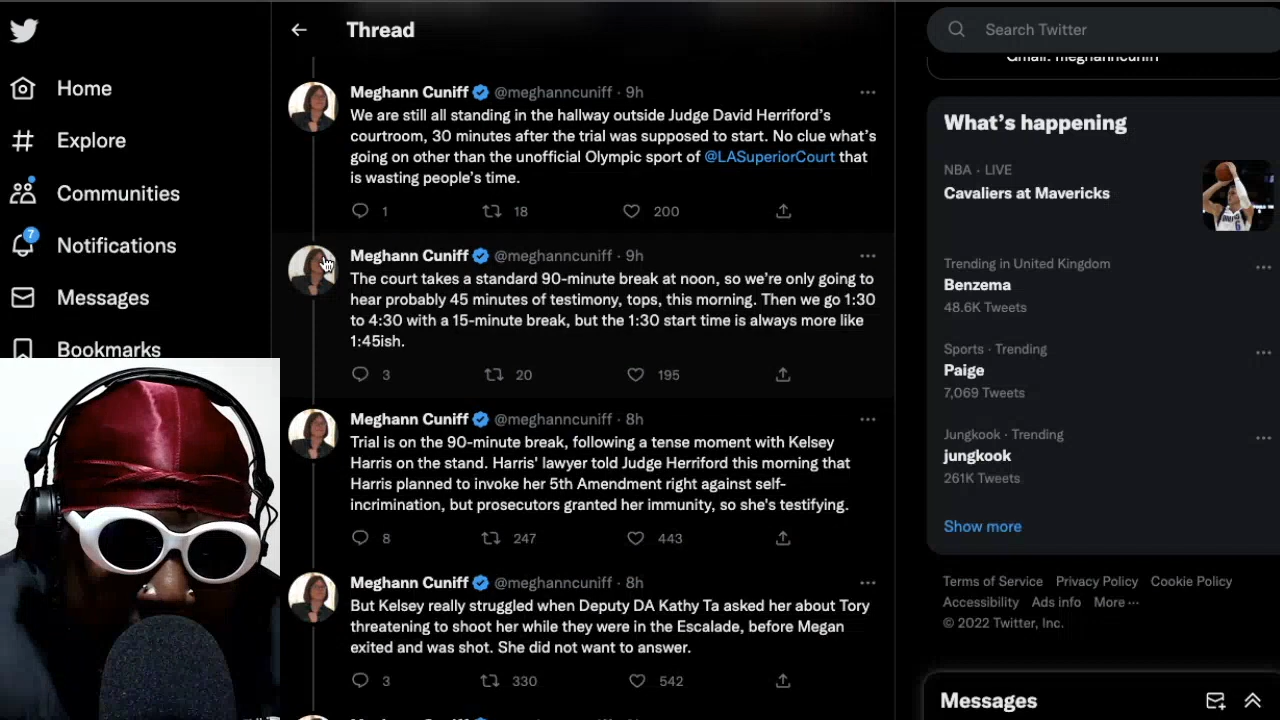 Home
Explore
Communities
7
Notifications
Messages
Bookmarks
Thread
Meghann Cuniff @meghanncuniff · 9h
We are still all standing in the hallway outside Judge David Herriford's
courtroom, 30 minutes after the trial was supposed to start. No clue what's
going on other than the unofficial Olympic sport of @LASuperiorCourt that
is wasting people's time.
1 18 200
Meghann Cuniff @meghanncuniff · 9h
The court takes a standard 90-minute break at noon, so we're only going to
hear probably 45 minutes of testimony, tops, this morning. Then we go 1:30
to 4:30 with a 15-minute break, but the 1:30 start time is always more like
1:45ish.
3 20 195
Meghann Cuniff @meghanncuniff · 8h
Trial is on the 90-minute break, following a tense moment with Kelsey
Harris on the stand. Harris' lawyer told Judge Herriford this morning that
Harris planned to invoke her 5th Amendment right against self-
incrimination, but prosecutors granted her immunity, so she's testifying.
8 247 443
Meghann Cuniff @meghanncuniff · 8h
But Kelsey really struggled when Deputy DA Kathy Ta asked her about Tory
threatening to shoot her while they were in the Escalade, before Megan
exited and was shot. She did not want to answer.
3 330 542
Search Twitter
Gmail: meghanncuniff
What's happening
NBA · LIVE
Cavaliers at Mavericks
Trending in United Kingdom
Benzema
48.6K Tweets
Sports · Trending
Paige
7,069 Tweets
Jungkook · Trending
jungkook
261K Tweets
Show more
Terms of Service Privacy Policy Cookie Policy
Accessibility Ads info More ···
© 2022 Twitter, Inc.
Messages